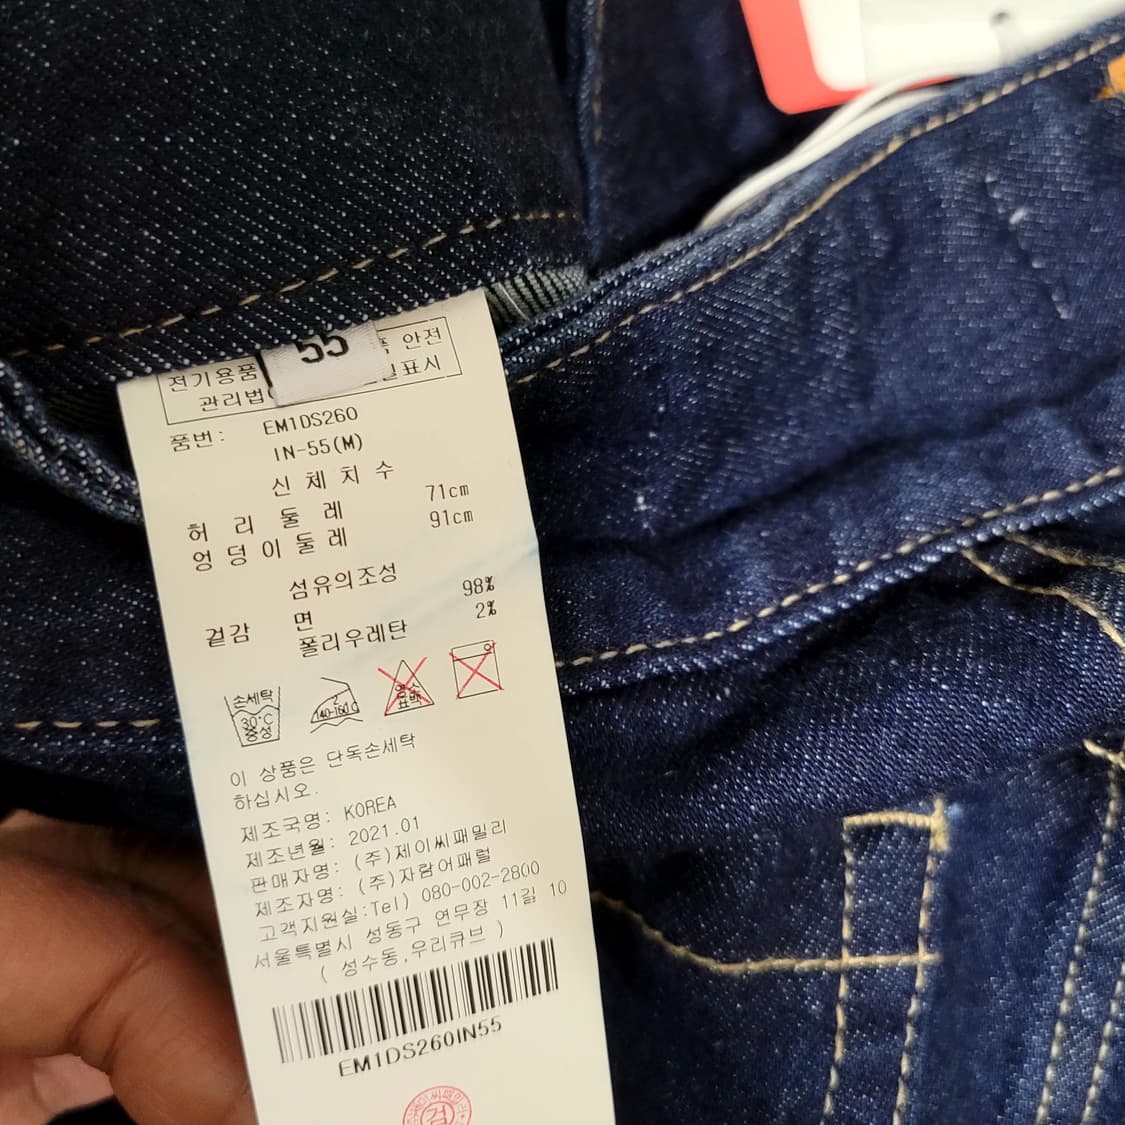 55
전기용품 안전
관리법 표시
품번: EM1DS260
IN-55(M)
신체치수
허리둘레 71cm
엉덩이둘레 91cm
섬유의조성
겉감 면 98%
폴리우레탄 2%
손세탁
30°C
중성
140-160°C
염소
표백
이 상품은 단독손세탁
하십시오.
제조국명: KOREA
제조년월: 2021.01
판매자명: (주)제이씨패밀리
제조자명: (주)자람어패럴
고객지원실:Tel) 080-002-2800
서울특별시 성동구 연무장 11길 10
( 성수동,우리큐브 )
EM1DS260IN55
검